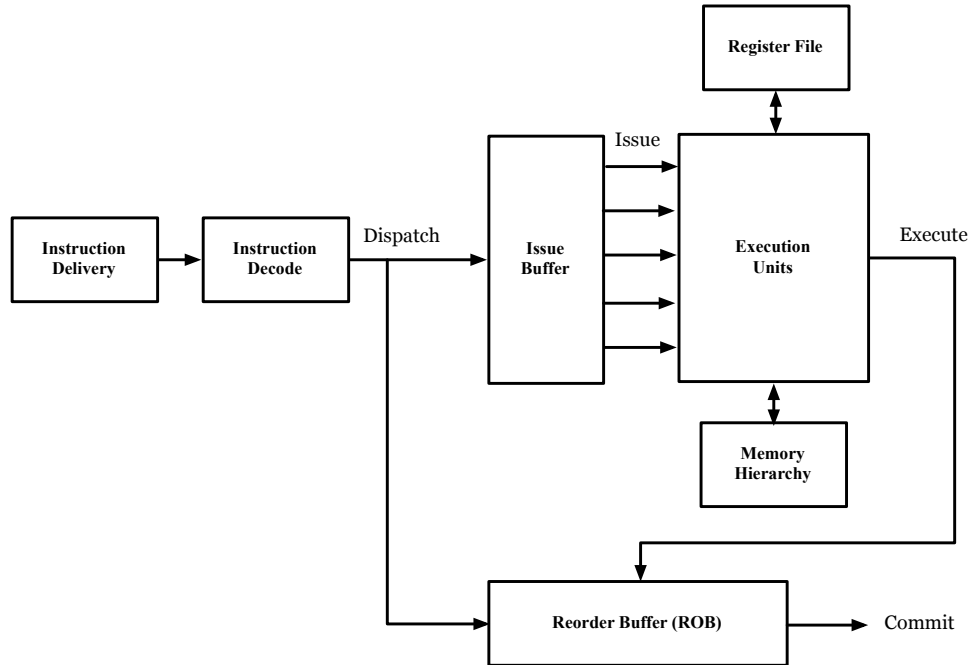 Register File
Issue
Instruction
Delivery
Instruction
Decode
Dispatch
Issue
Buffer
Execution
Units
Execute
Memory
Hierarchy
Reorder Buffer (ROB)
Commit